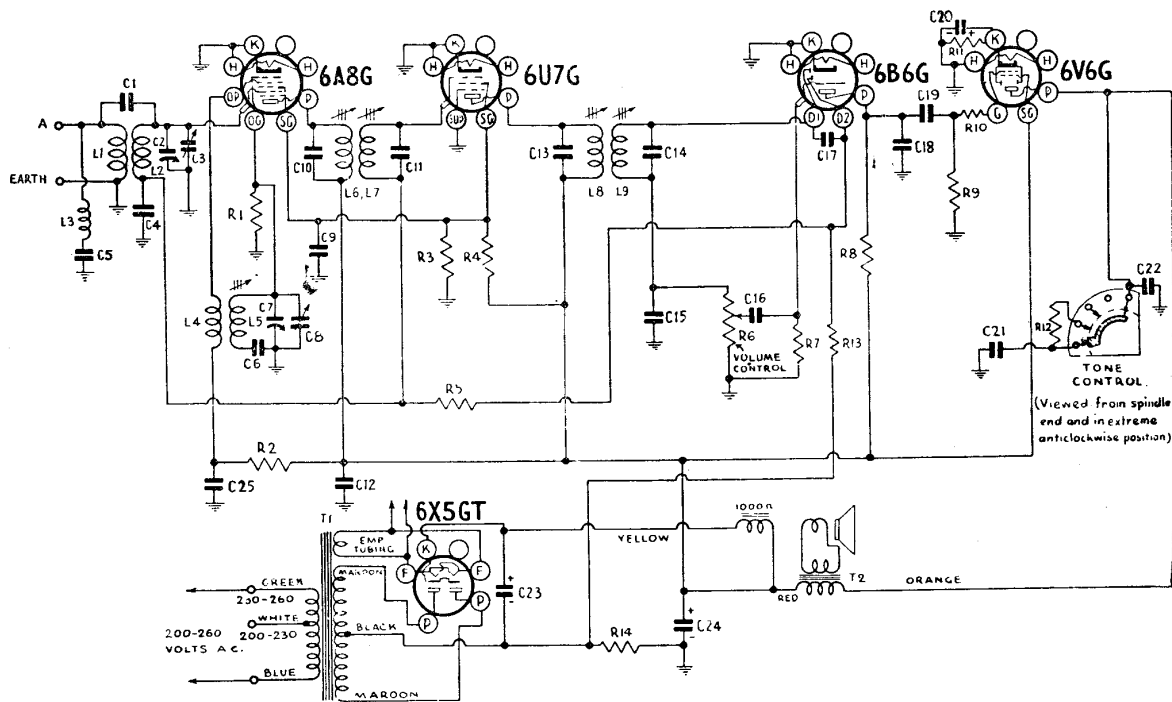 6A8G
6U7G
6B6G
6V6G
K
H
H
OP
OG
SG
P
K
H
H
SUP
SG
P
K
H
H
D1
D2
P
C20
R11
K
H
H
G
SG
P
A
EARTH
C1
L1
L2
C2
C3
L3
C4
C5
R1
C10
L6, L7
C11
C9
R3
R4
C13
L8
L9
C14
C17
C18
C19
R10
R9
R8
L4
L5
C7
C8
C6
C15
R6
VOLUME
CONTROL
C16
R7
R13
R5
R12
C21
C22
TONE
CONTROL.
(Viewed from spindle
end and in extreme
anticlockwise position)
R2
C25
C12
6X5GT
T1
EMP
TUBING
K
F
F
P
P
MAROON
BLACK
MAROON
C23
YELLOW
1000Ω
RED
T2
ORANGE
R14
C24
GREEN
230-260
WHITE
200-230
200-260
VOLTS A C.
BLUE